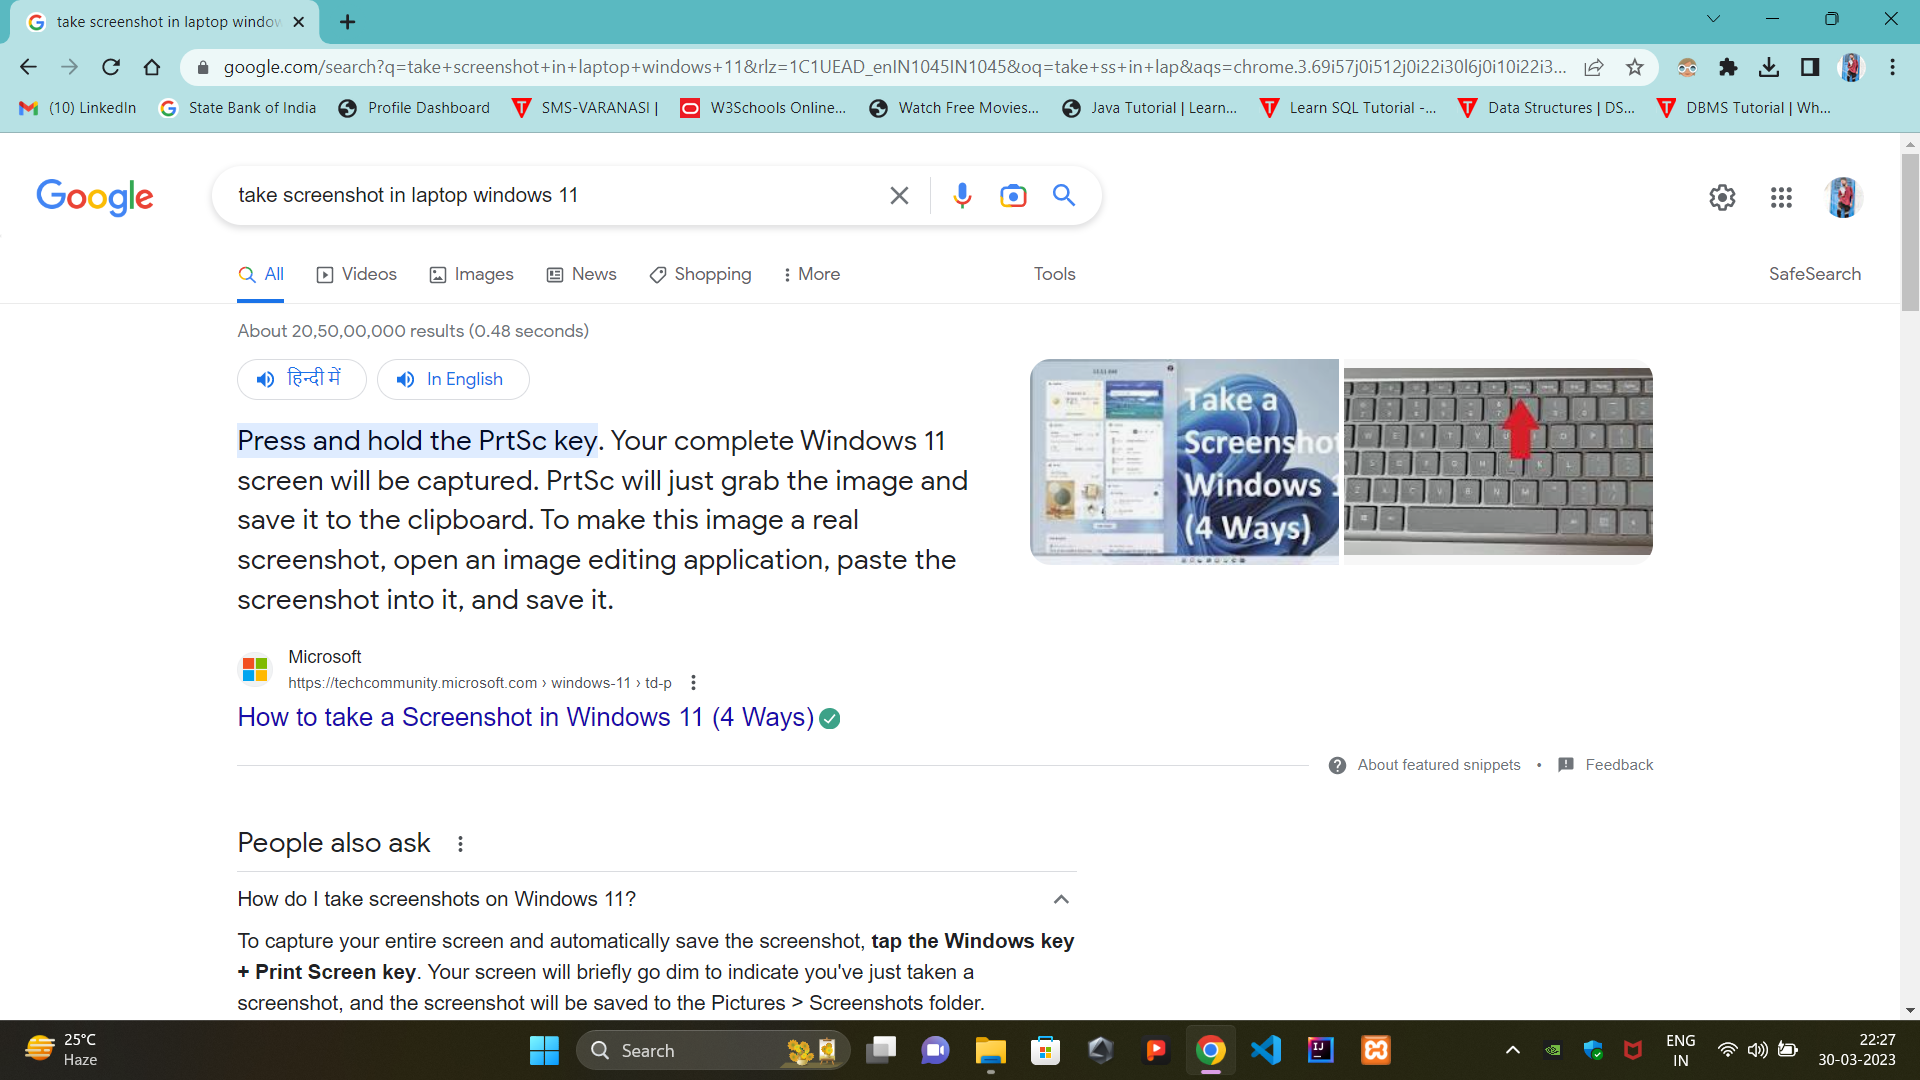 take screenshot in laptop window
google.com/search?q=take+screenshot+in+laptop+windows+11&rlz=1C1UEAD_enIN1045IN1045&oq=take+ss+in+lap&aqs=chrome.3.69i57j0i512j0i22i30l6j0i10i22i3...
(10) LinkedIn State Bank of India Profile Dashboard SMS-VARANASI | W3Schools Online... Watch Free Movies... Java Tutorial | Learn... Learn SQL Tutorial -... Data Structures | DS... DBMS Tutorial | Wh...
Google
take screenshot in laptop windows 11
All Videos Images News Shopping More Tools SafeSearch
About 20,50,00,000 results (0.48 seconds)
हिन्दी में In English
Take a
Screenshot
Windows 1
(4 Ways)
Press and hold the PrtSc key. Your complete Windows 11
screen will be captured. PrtSc will just grab the image and
save it to the clipboard. To make this image a real
screenshot, open an image editing application, paste the
screenshot into it, and save it.
Microsoft
https://techcommunity.microsoft.com › windows-11 › td-p
How to take a Screenshot in Windows 11 (4 Ways)
About featured snippets • Feedback
People also ask
How do I take screenshots on Windows 11?
To capture your entire screen and automatically save the screenshot, tap the Windows key
+ Print Screen key. Your screen will briefly go dim to indicate you've just taken a
screenshot, and the screenshot will be saved to the Pictures > Screenshots folder.
25°C
Haze
Search
ENG
IN
22:27
30-03-2023